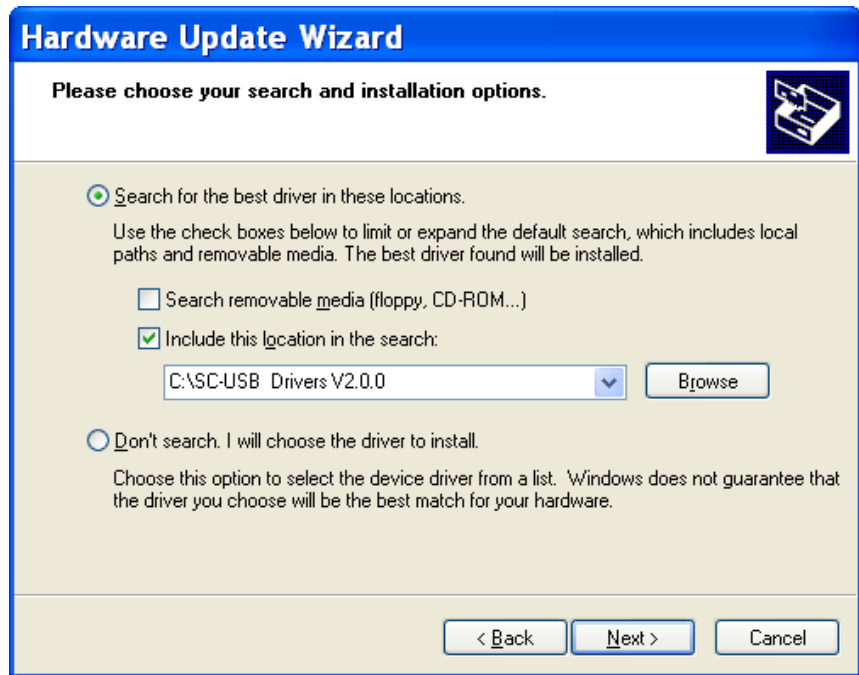 Hardware Update Wizard
Please choose your search and installation options.
Search for the best driver in these locations.
Use the check boxes below to limit or expand the default search, which includes local
paths and removable media. The best driver found will be installed.
Search removable media (floppy, CD-ROM...)
Include this location in the search:
C:\SC-USB  Drivers V2.0.0
Browse
Don't search. I will choose the driver to install.
Choose this option to select the device driver from a list.  Windows does not guarantee that
the driver you choose will be the best match for your hardware.
< Back
Next >
Cancel